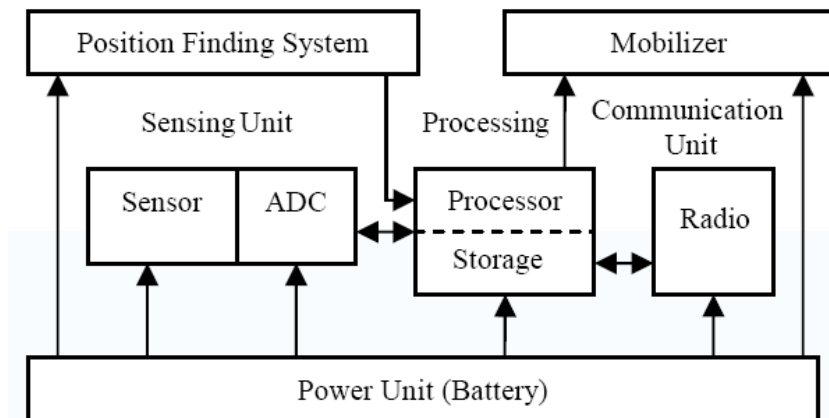 Position Finding System
Mobilizer
Sensing Unit
Processing
Communication
Unit
Sensor
ADC
Processor
Storage
Radio
Power Unit (Battery)